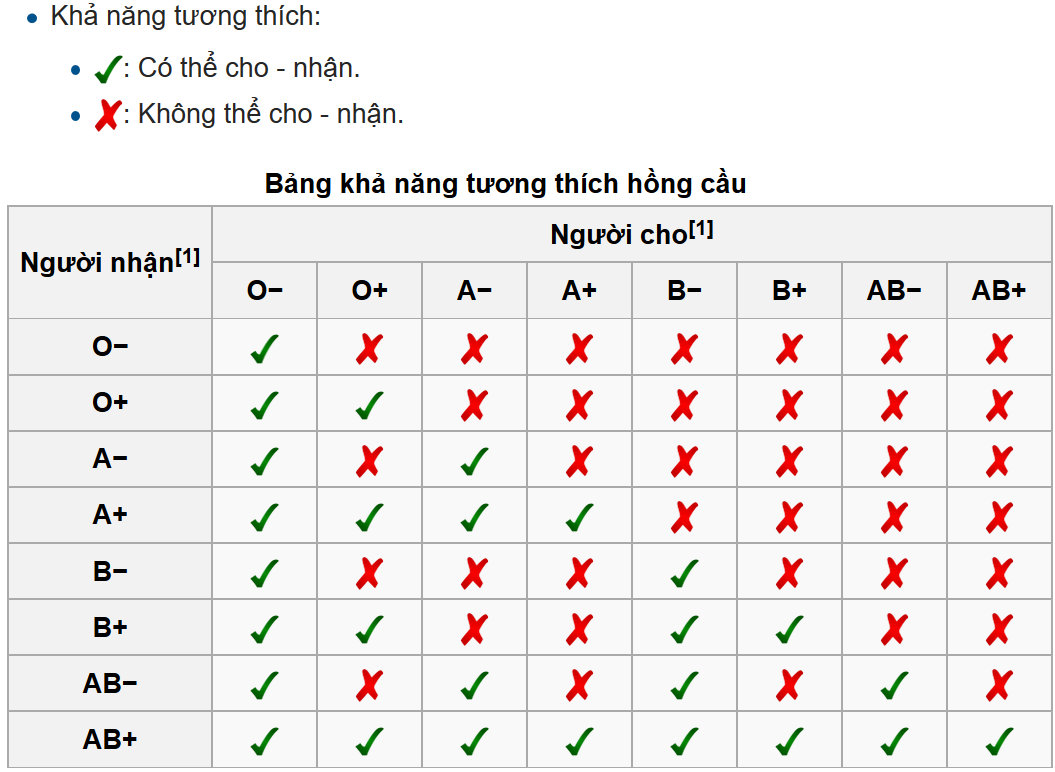 Khả năng tương thích:
✓: Có thể cho - nhận.
✗: Không thể cho - nhận.
Bảng khả năng tương thích hồng cầu
Người nhận[1] Người cho[1]
O− O+ A− A+ B− B+ AB− AB+
O− ✓ ✗ ✗ ✗ ✗ ✗ ✗ ✗
O+ ✓ ✓ ✗ ✗ ✗ ✗ ✗ ✗
A− ✓ ✗ ✓ ✗ ✗ ✗ ✗ ✗
A+ ✓ ✓ ✓ ✓ ✗ ✗ ✗ ✗
B− ✓ ✗ ✗ ✗ ✓ ✗ ✗ ✗
B+ ✓ ✓ ✗ ✗ ✓ ✓ ✗ ✗
AB− ✓ ✗ ✓ ✗ ✓ ✗ ✓ ✗
AB+ ✓ ✓ ✓ ✓ ✓ ✓ ✓ ✓